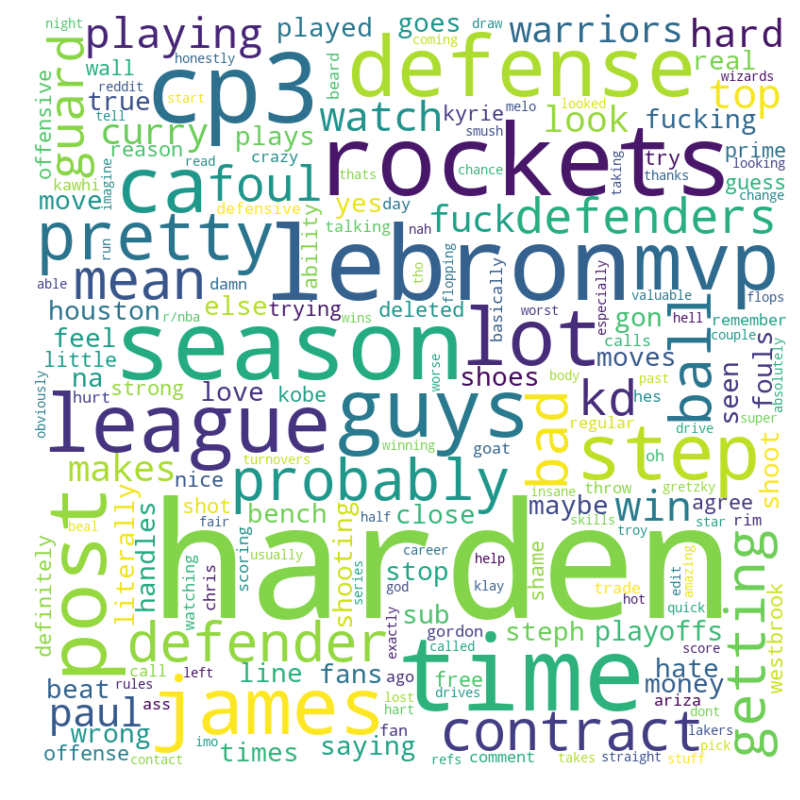 night
playing
played
goes
draw
warriors
hard
honestly
coming
cp3
defense
real
wall
reddit
beard
wizards
top
offensive
guard
true
start
watch
kyrie
melo
looked
look
fucking
tell
curry
plays
smush
reason
crazy
read
rockets
try
prime
kawhi
imagine
ca
foul
thats
chance
taking
thanks
looking
guess
change
move
defensive
yes
day
fuck
defenders
ability
talking
nah
pretty
run
lebron
mvp
tho
flopping
able
mean
damn
basically
especially
valuable
flops
houston
r/nba
else
trying
deleted
worst
gon
hell
ball
remember
couple
wins
season
lot
calls
feel
absolutely
little
worse
shoes
moves
fouls
seen
obviously
na
strong
love
kobe
body
hes
past
league
guys
bad
kd
super
hurt
goat
regular
step
drive
shoot
winning
oh
makes
turnovers
probably
insane
throw
gretzky
nice
win
maybe
agree
post
beal
literally
handles
shot
bench
close
skills
star
rim
fair
half
harden
troy
getting
definitely
watching
chris
scoring
usually
shooting
career
help
shame
edit
amazing
god
series
stop
klay
trade
hot
quick
exactly
sub
defender
gordon
steph
playoffs
score
westbrook
call
left
called
time
line
fans
free
hate
beat
rules
james
ago
drives
money
paul
ass
lost
ariza
dont
wrong
fan
hart
contract
lakers
offense
contact
times
imo
saying
refs
comment
takes
straight
pick
stuff